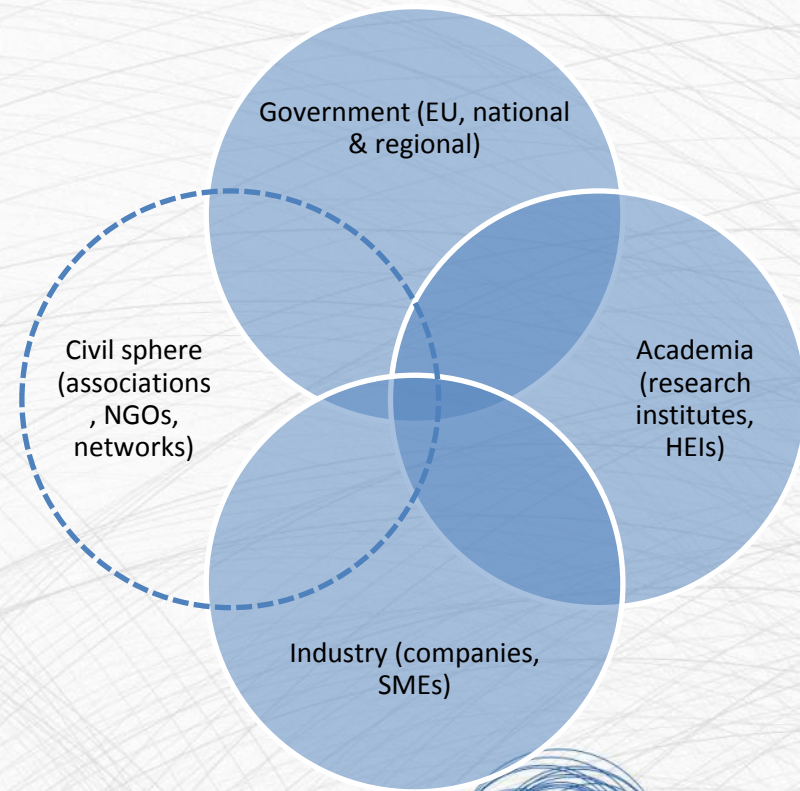 Government (EU, national
& regional)
Civil sphere
(associations
, NGOs,
networks)
Academia
(research
institutes,
HEIs)
Industry (companies,
SMEs)